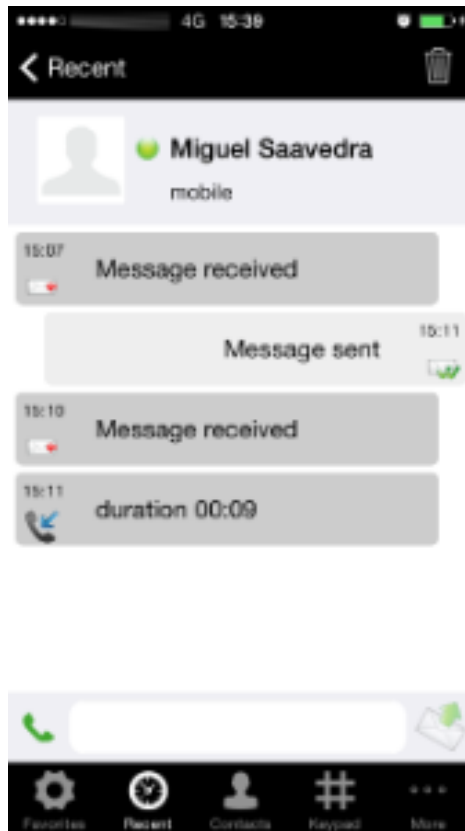 4G 15:39
Recent
Miguel Saavedra
mobile
15:07
Message received
15:11
Message sent
15:10
Message received
15:11
duration 00:09
Favorites Recent Contacts Keypad More